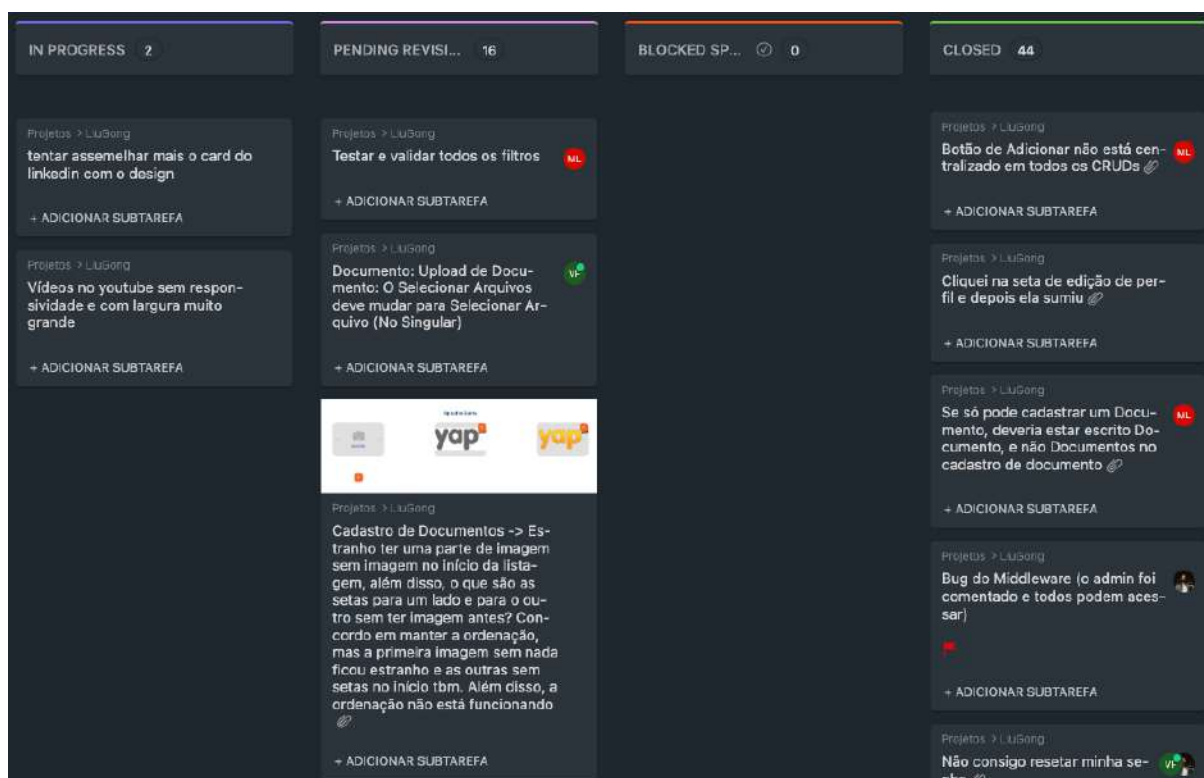 IN PROGRESS 2
Projetos > LiuGong
tentar assemelhar mais o card do
linkedin com o design
+ ADICIONAR SUBTAREFA
Projetos > LiuGong
Vídeos no youtube sem respon-
sividade e com largura muito
grande
+ ADICIONAR SUBTAREFA
PENDING REVISI... 16
Projetos > LiuGong
Testar e validar todos os filtros
ML
+ ADICIONAR SUBTAREFA
Projetos > LiuGong
Documento: Upload de Docu-
mento: O Selecionar Arquivos
deve mudar para Selecionar Ar-
quivo (No Singular)
VF
+ ADICIONAR SUBTAREFA
yap
yap
Projetos > LiuGong
Cadastro de Documentos -> Es-
tranho ter uma parte de imagem
sem imagem no início da lista-
gem, além disso, o que são as
setas para um lado e para o ou-
tro sem ter imagem antes? Con-
cordo em manter a ordenação,
mas a primeira imagem sem nada
ficou estranho e as outras sem
setas no início tbm. Além disso, a
ordenação não está funcionando
+ ADICIONAR SUBTAREFA
BLOCKED SP... 0
CLOSED 44
Projetos > LiuGong
Botão de Adicionar não está cen-
tralizado em todos os CRUDs
ML
+ ADICIONAR SUBTAREFA
Projetos > LiuGong
Cliquei na seta de edição de per-
fil e depois ela sumiu
+ ADICIONAR SUBTAREFA
Projetos > LiuGong
Se só pode cadastrar um Docu-
mento, deveria estar escrito Do-
cumento, e não Documentos no
cadastro de documento
ML
+ ADICIONAR SUBTAREFA
Projetos > LiuGong
Bug do Middleware (o admin foi
comentado e todos podem aces-
sar)
+ ADICIONAR SUBTAREFA
Projetos > LiuGong
Não consigo resetar minha se-
VF